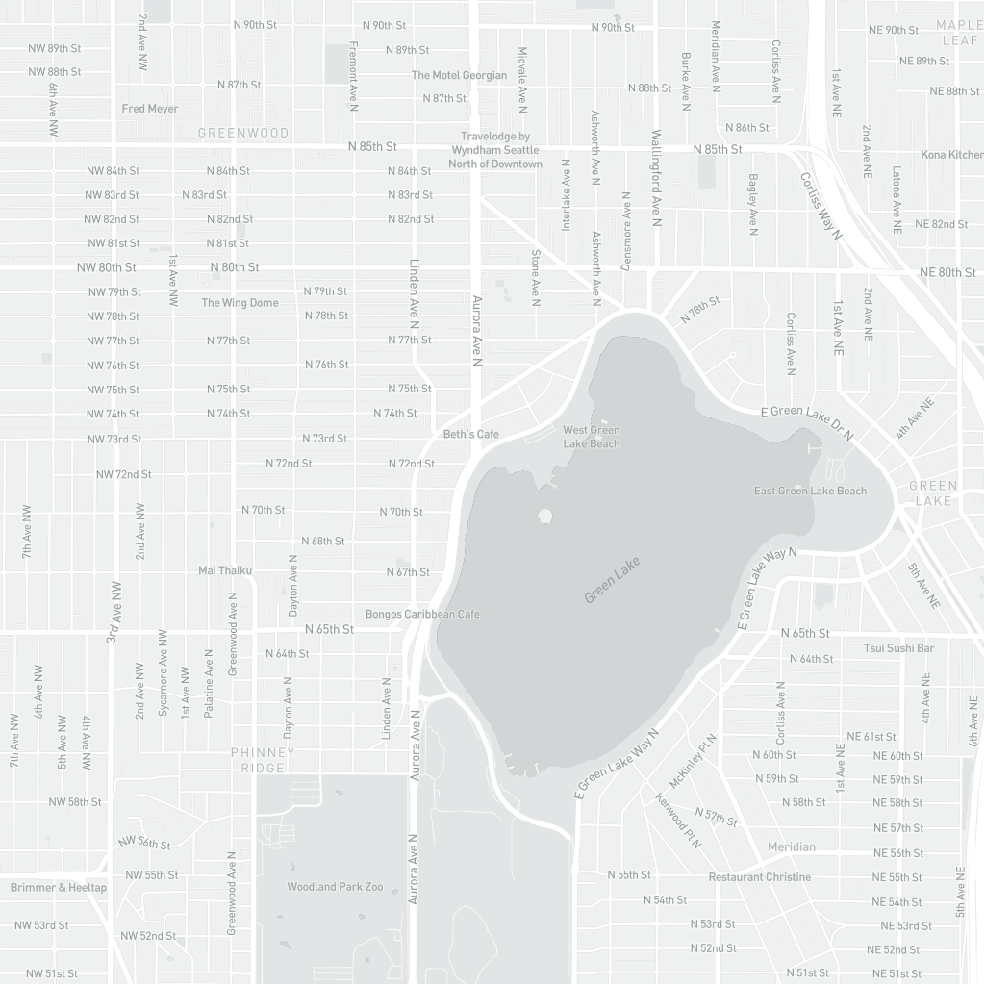 N 90th St
N 90th St
N 90th St
NE 90th St
MAPLE
LEAF
2nd Ave NW
NW 89th St
N 89th St
Fremont Ave N
Meridian Ave N
Corliss Ave N
NE 89th St
NW 88th St
The Motel Georgian
Burke Ave N
1st Ave NE
6th Ave NW
N 87th St
N 87th St
N 88th St
NE 88th St
Fred Meyer
GREENWOOD
Travelodge by
Wyndham Seattle
North of Downtown
Ashworth Ave N
Wallingford Ave N
N 86th St
2nd Ave NE
N 85th St
N 85th St
Kona Kitchen
NW 84th St
N 84th St
N 84th St
Interlake Ave N
Latona Ave NE
NW 83rd St
N 83rd St
N 83rd St
Densmore Ave N
Bagley Ave N
Corliss Way N
NW 82nd St
N 82nd St
N 82nd St
NE 82nd St
NW 81st St
N 81st St
Ashworth Ave N
NW 80th St
1st Ave NW
N 80th St
Linden Ave N
Stone Ave N
NE 80th St
NW 79th St
The Wing Dome
N 79th St
Aurora Ave N
N 78th St
1st Ave NE
2nd Ave NE
N 78th St
NW 77th St
N 77th St
N 77th St
Corliss Ave N
NW 76th St
N 76th St
NW 75th St
N 75th St
N 75th St
NW 74th St
N 74th St
N 74th St
E Green Lake Dr N
4th Ave NE
NW 73rd St
N 73rd St
Beth's Cafe
West Green
Lake Beach
NW 72nd St
N 72nd St
N 72nd St
East Green Lake Beach
GREEN
LAKE
7th Ave NW
2nd Ave NW
N 70th St
N 70th St
N 68th St
Mai Thaiku
Dayton Ave N
N 67th St
Green Lake
E Green Lake Way N
5th Ave NE
3rd Ave NW
Greenwood Ave N
Bongos Caribbean Cafe
N 65th St
N 65th St
N 64th St
N 64th St
Tsui Sushi Bar
6th Ave NW
2nd Ave NW
Sycamore Ave NW
1st Ave NW
Palatine Ave N
Dayton Ave N
Linden Ave N
Corliss Ave N
4th Ave NE
7th Ave NW
5th Ave NW
4th Ave NW
Aurora Ave N
NE 61st St
PHINNEY
RIDGE
E Green Lake Way N
McKinley Pl N
N 60th St
1st Ave NE
NE 60th St
N 59th St
NE 59th St
NW 58th St
N 58th St
NE 58th St
Kenwood Pl N
N 57th St
NE 57th St
NW 56th St
Meridian
NE 56th St
NW 55th St
N 55th St
Restaurant Christine
NE 55th St
Brimmer & Heeltap
Greenwood Ave N
Woodland Park Zoo
Aurora Ave N
5th Ave NE
N 54th St
NE 54th St
NW 53rd St
N 53rd St
NE 53rd St
NW 52nd St
N 52nd St
NE 52nd St
NW 51st St
N 51st St
NE 51st St